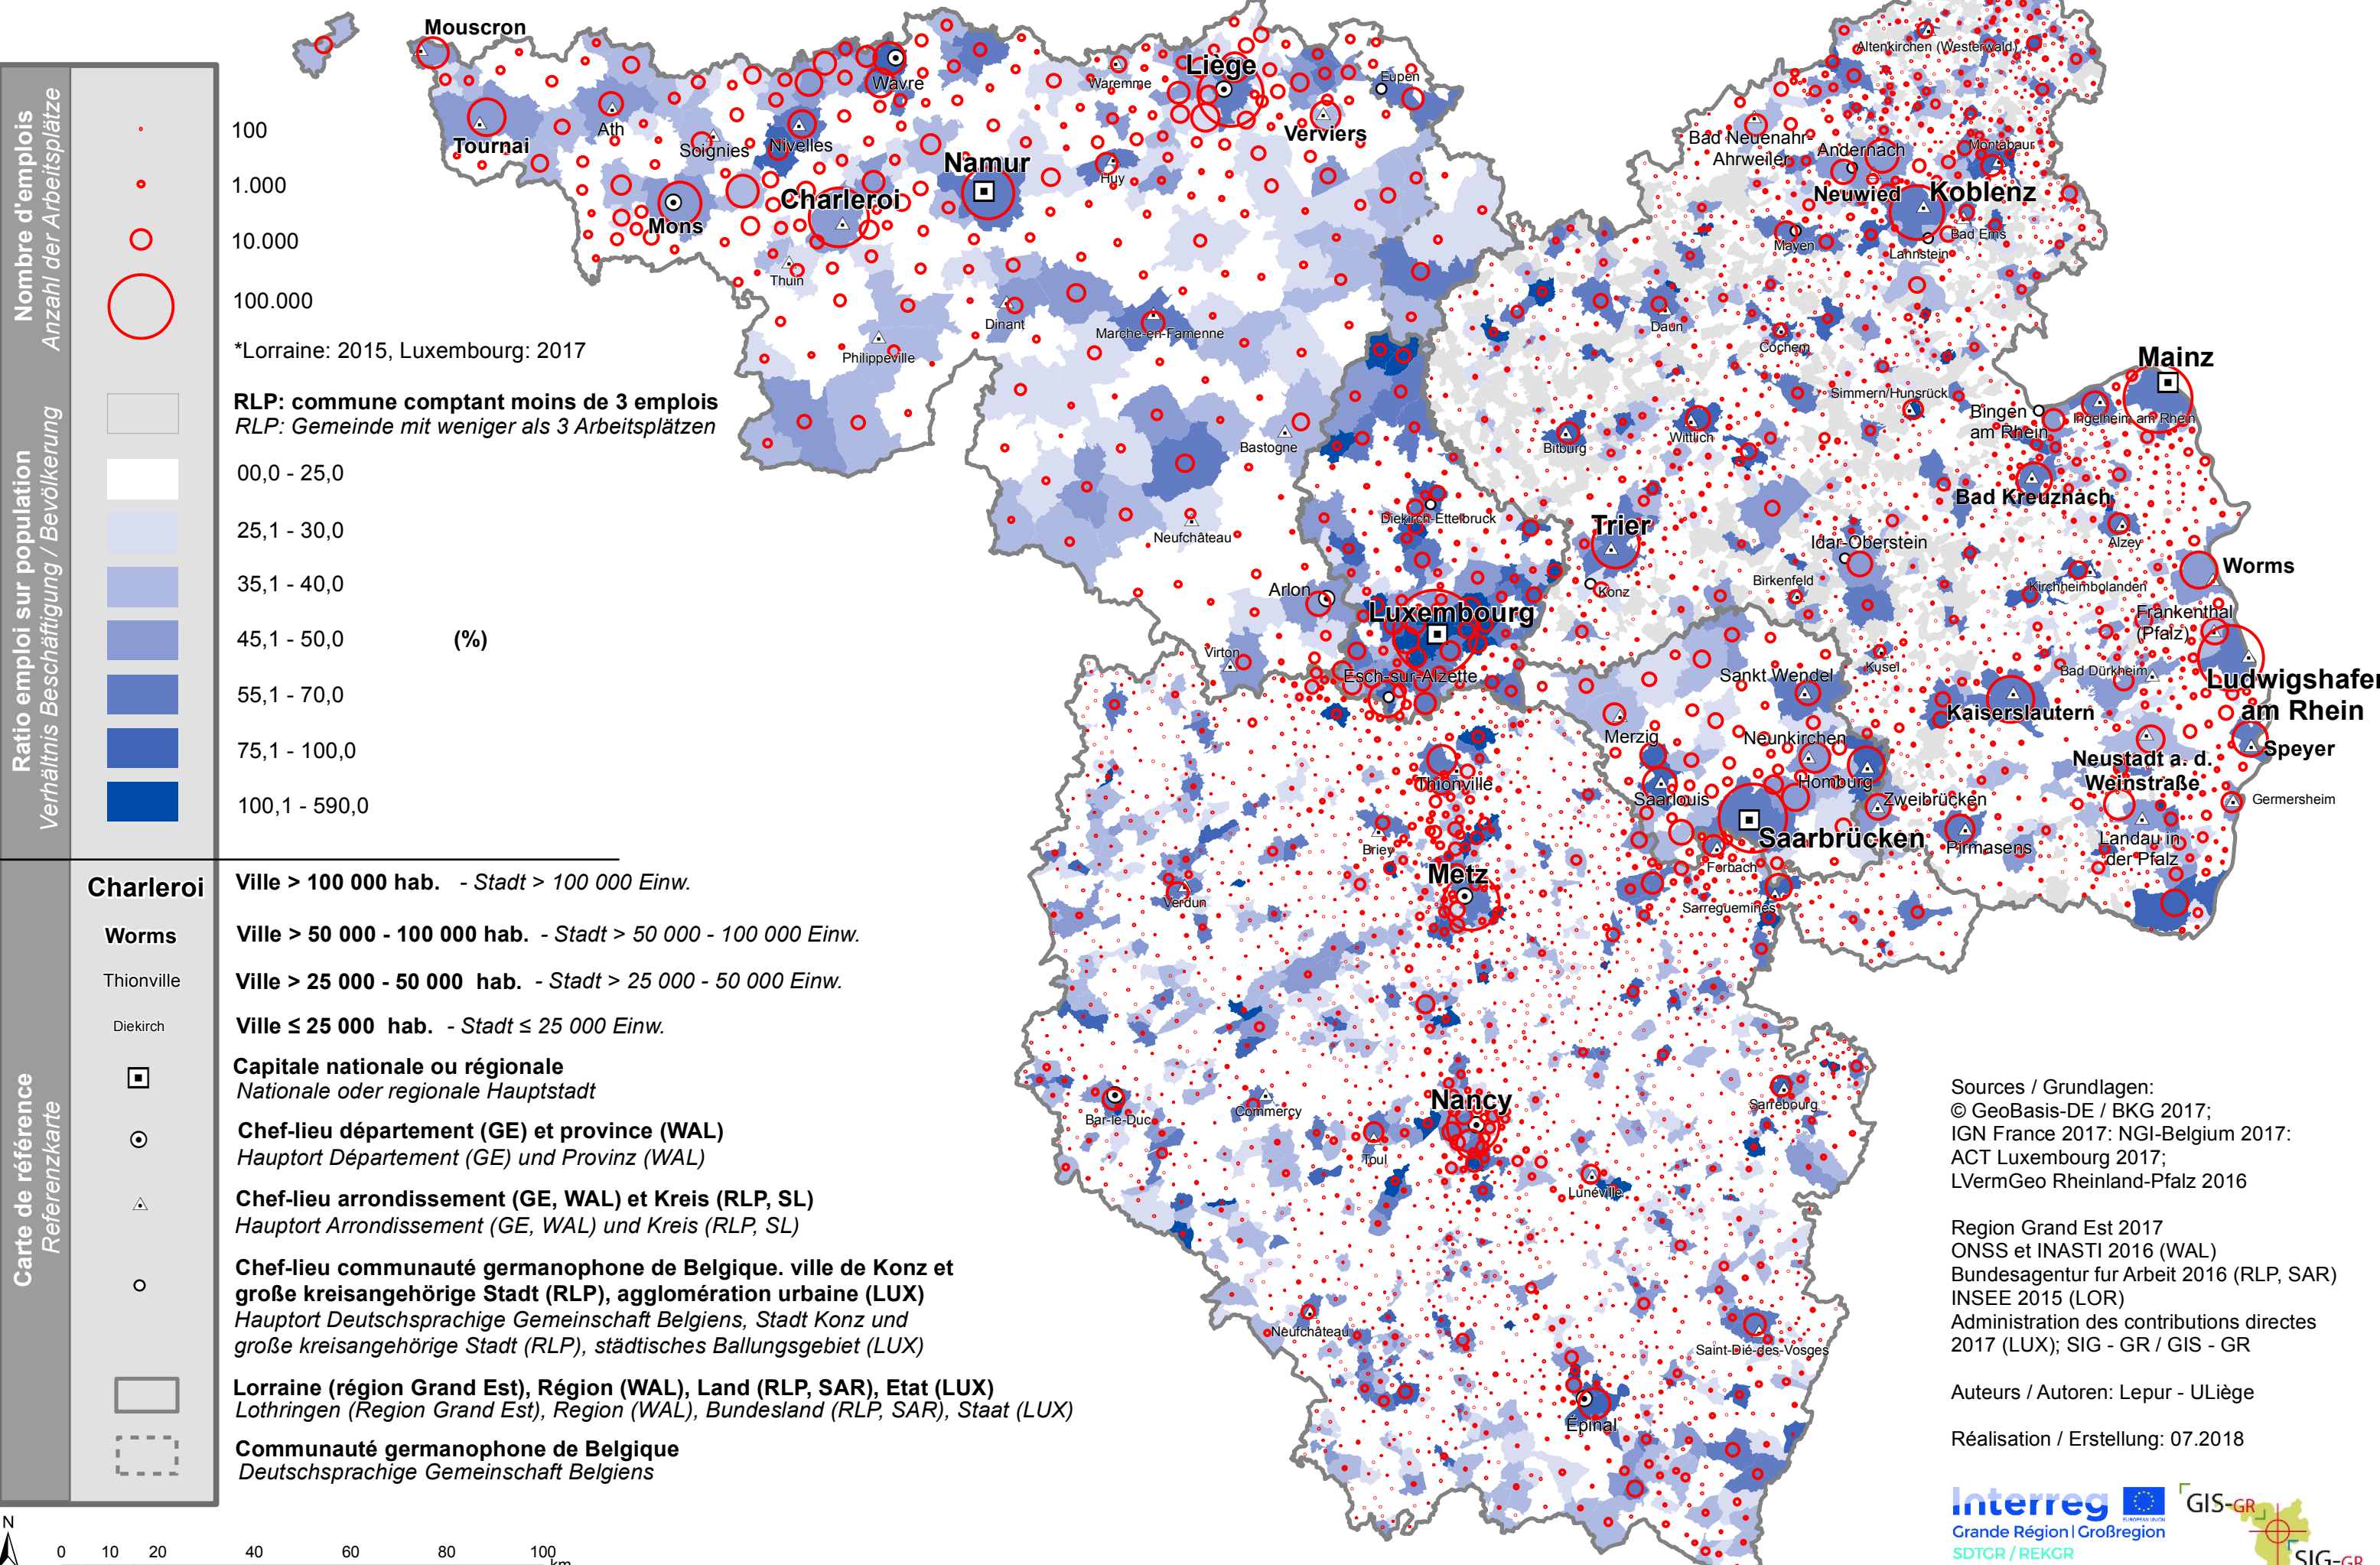 Nombre d'emplois
Anzahl der Arbeitsplätze
100
1.000
10.000
100.000
*Lorraine: 2015, Luxembourg: 2017
Ratio emploi sur population
Verhältnis Beschäftigung / Bevölkerung
RLP: commune comptant moins de 3 emplois
RLP: Gemeinde mit weniger als 3 Arbeitsplätzen
00,0 - 25,0
25,1 - 30,0
35,1 - 40,0
45,1 - 50,0
(%)
55,1 - 70,0
75,1 - 100,0
100,1 - 590,0
Carte de référence
Referenzkarte
Charleroi
Ville > 100 000 hab. - Stadt > 100 000 Einw.
Worms
Ville > 50 000 - 100 000 hab. - Stadt > 50 000 - 100 000 Einw.
Thionville
Ville > 25 000 - 50 000 hab. - Stadt > 25 000 - 50 000 Einw.
Diekirch
Ville ≤ 25 000 hab. - Stadt ≤ 25 000 Einw.
Capitale nationale ou régionale
Nationale oder regionale Hauptstadt
Chef-lieu département (GE) et province (WAL)
Hauptort Département (GE) und Provinz (WAL)
Chef-lieu arrondissement (GE, WAL) et Kreis (RLP, SL)
Hauptort Arrondissement (GE, WAL) und Kreis (RLP, SL)
Chef-lieu communauté germanophone de Belgique. ville de Konz et
große kreisangehörige Stadt (RLP), agglomération urbaine (LUX)
Hauptort Deutschsprachige Gemeinschaft Belgiens, Stadt Konz und
große kreisangehörige Stadt (RLP), städtisches Ballungsgebiet (LUX)
Lorraine (région Grand Est), Région (WAL), Land (RLP, SAR), Etat (LUX)
Lothringen (Region Grand Est), Region (WAL), Bundesland (RLP, SAR), Staat (LUX)
Communauté germanophone de Belgique
Deutschsprachige Gemeinschaft Belgiens
N
0 10 20 40 60 80 100
km
Mouscron
Tournai
Ath
Soignies
Nivelles
Wavre
Mons
Charleroi
Thuin
Namur
Waremme
Liège
Huy
Verviers
Eupen
Dinant
Philippeville
Marche-en-Famenne
Bastogne
Neufchâteau
Arlon
Virton
Diekirch-Ettelbruck
Luxembourg
Esch-sur-Alzette
Altenkirchen (Westerwald)
Bad Neuenahr-
Ahrweiler
Andernach
Montabaur
Neuwied
Koblenz
Mayen
Bad Ems
Lahnstein
Daun
Cochem
Mainz
Simmern/Hunsrück
Bingen
am Rhein
Ingelheim am Rhein
Bitburg
Wittlich
Bad Kreuznach
Trier
Konz
Idar-Oberstein
Birkenfeld
Alzey
Kirchheimbolanden
Worms
Frankenthal
(Pfalz)
Kusel
Bad Dürkheim
Ludwigshafen
am Rhein
Kaiserslautern
Neustadt a. d.
Weinstraße
Speyer
Germersheim
Landau in
der Pfalz
Sankt Wendel
Merzig
Neunkirchen
Homburg
Saarlouis
Zweibrücken
Pirmasens
Saarbrücken
Forbach
Sarreguemines
Thionville
Briey
Metz
Verdun
Bar-le-Duc
Commercy
Toul
Nancy
Sarrebourg
Lunéville
Neufchâteau
Saint-Dié-des-Vosges
Épinal
Sources / Grundlagen:
© GeoBasis-DE / BKG 2017;
IGN France 2017: NGI-Belgium 2017:
ACT Luxembourg 2017;
LVermGeo Rheinland-Pfalz 2016
Region Grand Est 2017
ONSS et INASTI 2016 (WAL)
Bundesagentur fur Arbeit 2016 (RLP, SAR)
INSEE 2015 (LOR)
Administration des contributions directes
2017 (LUX); SIG - GR / GIS - GR
Auteurs / Autoren: Lepur - ULiège
Réalisation / Erstellung: 07.2018
Interreg
EUROPEAN UNION
Grande Région | Großregion
SDTGR / REKGR
GIS-GR
SIG-GR